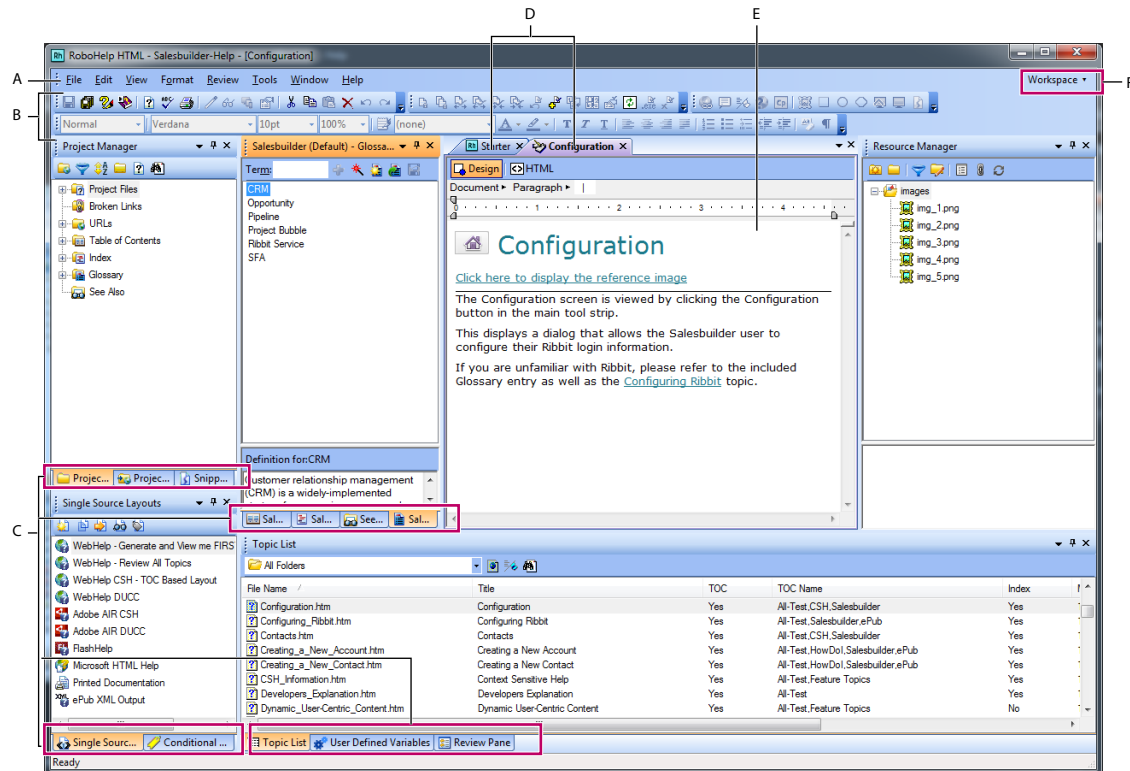 D E
RoboHelp HTML - Salesbuilder-Help - [Configuration]
A File Edit View Format Review Tools Window Help Workspace
B
Normal Verdana 10pt 100% (none)
Project Manager Salesbuilder (Default) - Glossa... Starter Configuration Resource Manager
Term: Design HTML
Project Files CRM Document Paragraph images
Broken Links Opportunity 1 2 3 4 img_1.png
URLs Pipeline img_2.png
Table of Contents Project Bubble Configuration img_3.png
Index Ribbit Service img_4.png
Glossary SFA Click here to display the reference image img_5.png
See Also
The Configuration screen is viewed by clicking the Configuration
button in the main tool strip.
This displays a dialog that allows the Salesbuilder user to
configure their Ribbit login information.
If you are unfamiliar with Ribbit, please refer to the included
Glossary entry as well as the Configuring Ribbit topic.
Definition for:CRM
Projec... Projec... Snipp... Customer relationship management
(CRM) is a widely-implemented
Single Source Layouts
Sal... Sal... See... Sal...
C
WebHelp - Generate and View me FIRS Topic List
WebHelp - Review All Topics All Folders
WebHelp CSH - TOC Based Layout
WebHelp DUCC File Name Title TOC TOC Name Index
Adobe AIR CSH Configuration.htm Configuration Yes All-Test,CSH,Salesbuilder Yes
Adobe AIR DUCC Configuring_Ribbit.htm Configuring Ribbit Yes All-Test,Salesbuilder,ePub Yes
FlashHelp Contacts.htm Contacts Yes All-Test,CSH,Salesbuilder Yes
Creating_a_New_Account.htm Creating a New Account Yes All-Test,HowDoI,Salesbuilder,ePub Yes
Microsoft HTML Help Creating_a_New_Contact.htm Creating a New Contact Yes All-Test,HowDoI,Salesbuilder,ePub Yes
Printed Documentation CSH_Information.htm Context Sensitive Help Yes All-Test,Feature Topics Yes
ePub XML Output Developers_Explanation.htm Developers Explanation Yes All-Test Yes
Dynamic_User-Centric_Content.htm Dynamic User-Centric Content Yes All-Test,Feature Topics No
Single Sourc... Conditional ... Topic List User Defined Variables Review Pane
Ready